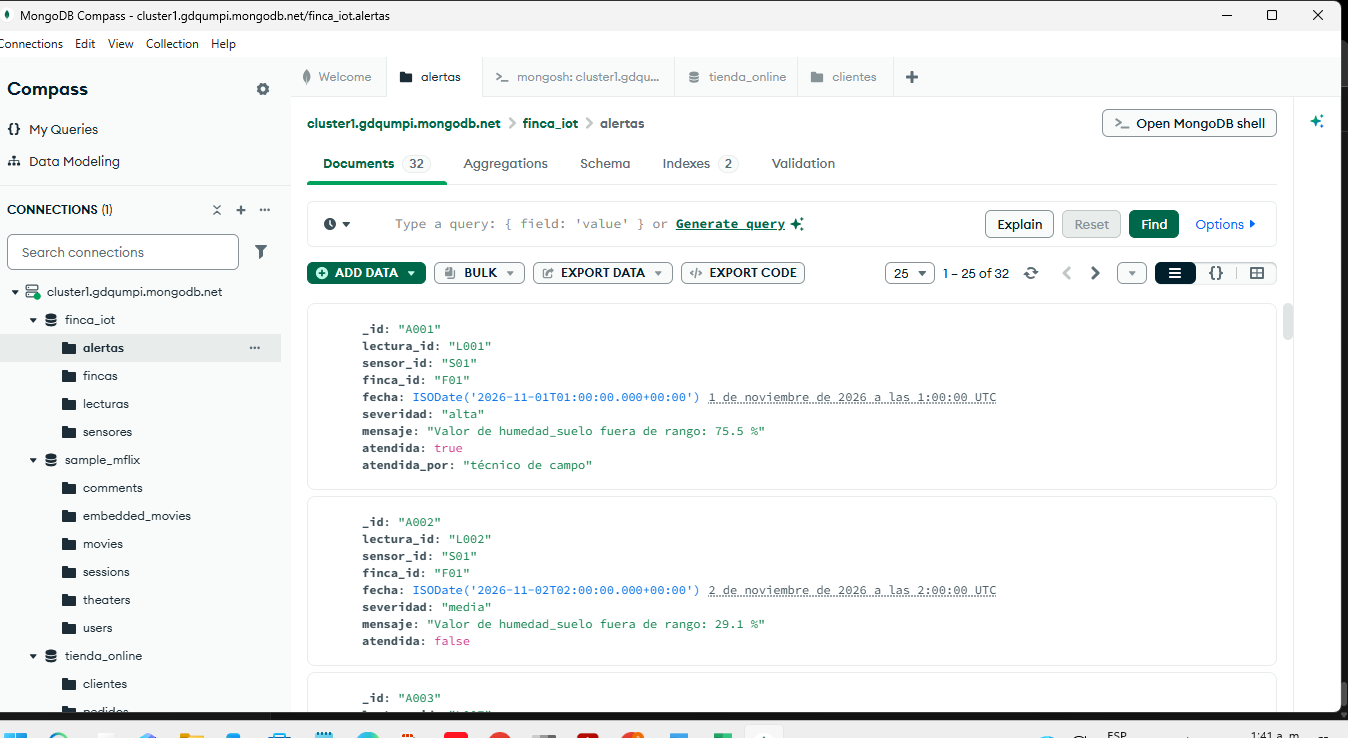 MongoDB Compass - cluster1.gdqumpi.mongodb.net/finca_iot.alertas
Connections Edit View Collection Help
Compass
My Queries
Data Modeling
CONNECTIONS (1)
Search connections
cluster1.gdqumpi.mongodb.net
finca_iot
alertas
fincas
lecturas
sensores
sample_mflix
comments
embedded_movies
movies
sessions
theaters
users
tienda_online
clientes
pedidos
Welcome alertas mongosh: cluster1.gdqu... tienda_online clientes
cluster1.gdqumpi.mongodb.net > finca_iot > alertas
>_ Open MongoDB shell
Documents 32 Aggregations Schema Indexes 2 Validation
Type a query: { field: 'value' } or Generate query
Explain Reset Find Options
ADD DATA BULK EXPORT DATA EXPORT CODE 25 1 – 25 of 32
_id: "A001"
lectura_id: "L001"
sensor_id: "S01"
finca_id: "F01"
fecha: ISODate('2026-11-01T01:00:00.000+00:00') 1 de noviembre de 2026 a las 1:00:00 UTC
severidad: "alta"
mensaje: "Valor de humedad_suelo fuera de rango: 75.5 %"
atendida: true
atendida_por: "técnico de campo"
_id: "A002"
lectura_id: "L002"
sensor_id: "S01"
finca_id: "F01"
fecha: ISODate('2026-11-02T02:00:00.000+00:00') 2 de noviembre de 2026 a las 2:00:00 UTC
severidad: "media"
mensaje: "Valor de humedad_suelo fuera de rango: 29.1 %"
atendida: false
_id: "A003"
ESP
1:41 a. m.